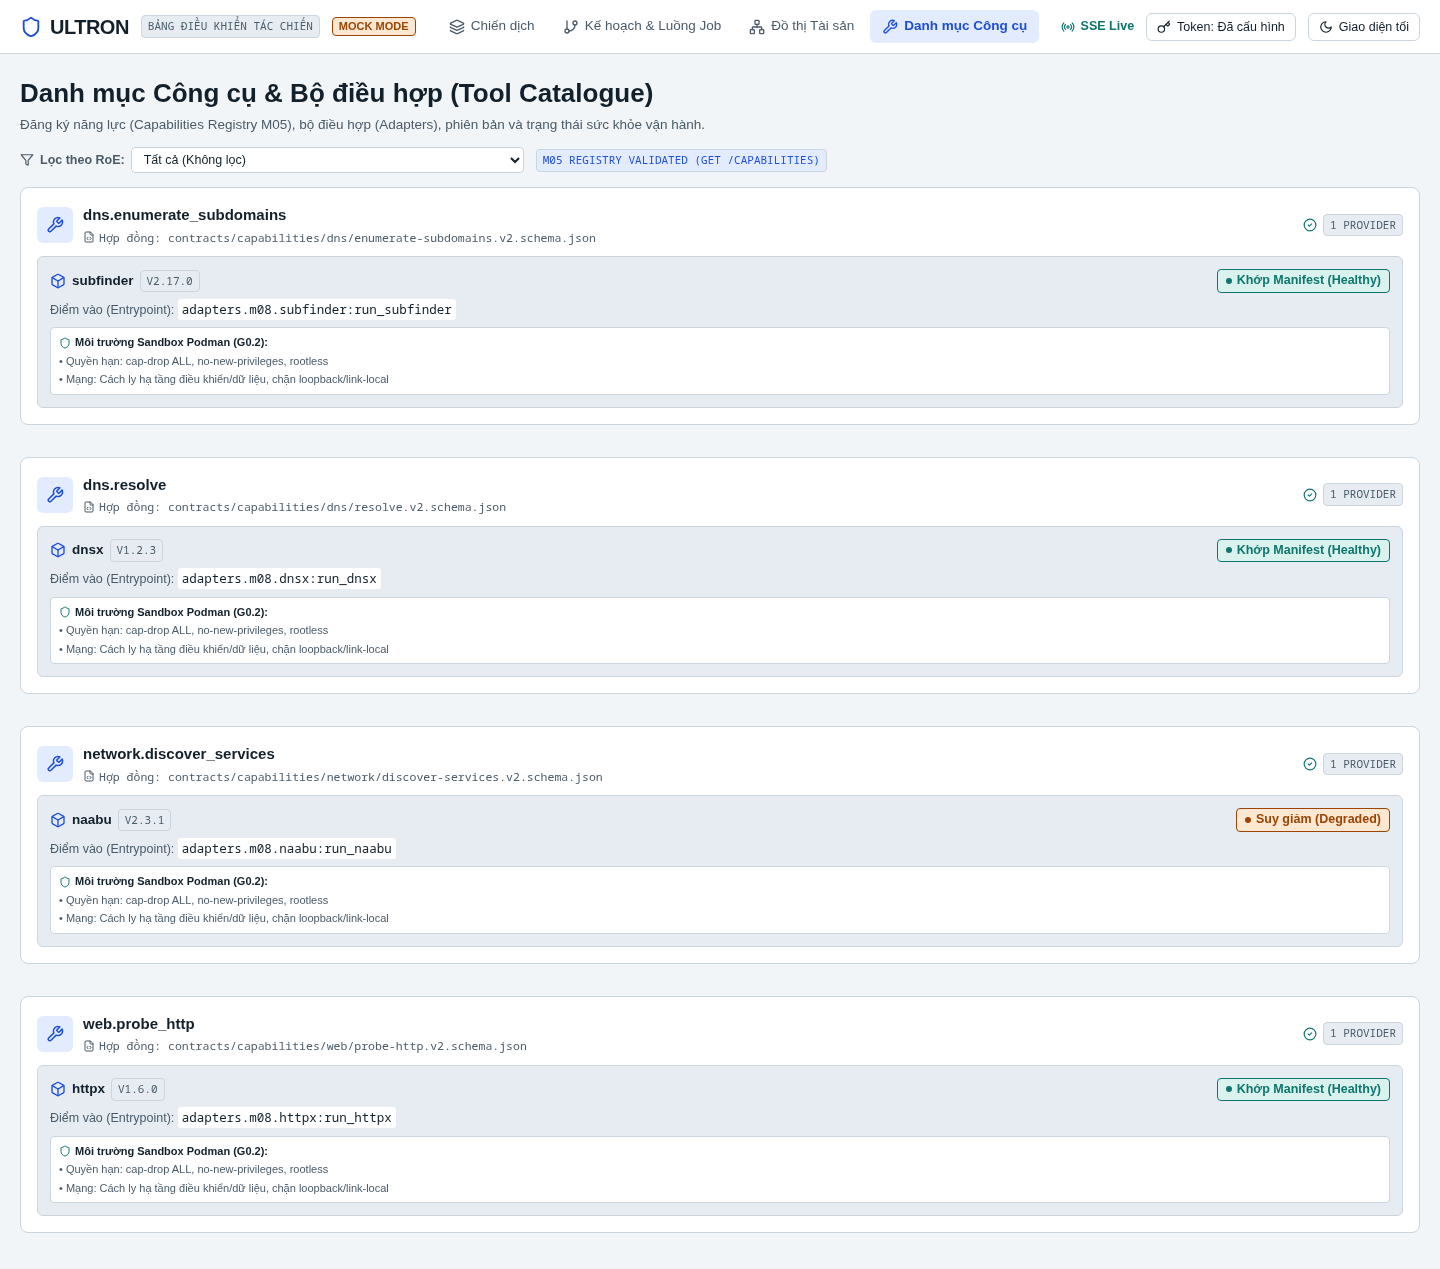 ULTRON BẢNG ĐIỀU KHIỂN TÁC CHIẾN MOCK MODE Chiến dịch Kế hoạch & Luồng Job Đồ thị Tài sản Danh mục Công cụ SSE Live Token: Đã cấu hình Giao diện tối
Danh mục Công cụ & Bộ điều hợp (Tool Catalogue)
Đăng ký năng lực (Capabilities Registry M05), bộ điều hợp (Adapters), phiên bản và trạng thái sức khỏe vận hành.
Lọc theo RoE: Tất cả (Không lọc) M05 REGISTRY VALIDATED (GET /CAPABILITIES)
dns.enumerate_subdomains
Hợp đồng: contracts/capabilities/dns/enumerate-subdomains.v2.schema.json
1 PROVIDER
subfinder V2.17.0 Khớp Manifest (Healthy)
Điểm vào (Entrypoint): adapters.m08.subfinder:run_subfinder
Môi trường Sandbox Podman (G0.2):
• Quyền hạn: cap-drop ALL, no-new-privileges, rootless
• Mạng: Cách ly hạ tầng điều khiển/dữ liệu, chặn loopback/link-local
dns.resolve
Hợp đồng: contracts/capabilities/dns/resolve.v2.schema.json
1 PROVIDER
dnsx V1.2.3 Khớp Manifest (Healthy)
Điểm vào (Entrypoint): adapters.m08.dnsx:run_dnsx
Môi trường Sandbox Podman (G0.2):
• Quyền hạn: cap-drop ALL, no-new-privileges, rootless
• Mạng: Cách ly hạ tầng điều khiển/dữ liệu, chặn loopback/link-local
network.discover_services
Hợp đồng: contracts/capabilities/network/discover-services.v2.schema.json
1 PROVIDER
naabu V2.3.1 Suy giảm (Degraded)
Điểm vào (Entrypoint): adapters.m08.naabu:run_naabu
Môi trường Sandbox Podman (G0.2):
• Quyền hạn: cap-drop ALL, no-new-privileges, rootless
• Mạng: Cách ly hạ tầng điều khiển/dữ liệu, chặn loopback/link-local
web.probe_http
Hợp đồng: contracts/capabilities/web/probe-http.v2.schema.json
1 PROVIDER
httpx V1.6.0 Khớp Manifest (Healthy)
Điểm vào (Entrypoint): adapters.m08.httpx:run_httpx
Môi trường Sandbox Podman (G0.2):
• Quyền hạn: cap-drop ALL, no-new-privileges, rootless
• Mạng: Cách ly hạ tầng điều khiển/dữ liệu, chặn loopback/link-local